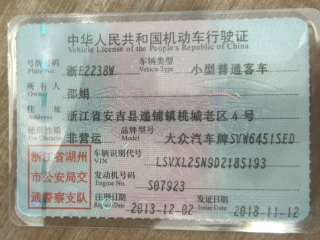 中华人民共和国机动车行驶证
Vehicle License of the People's Republic of China
号牌号码 浙E2238W 车辆类型 小型普通客车
Plate No. Vehicle Type
所有人 邵娟
Owner
住址 浙江省安吉县递铺镇桃城老区4号
Address
使用性质 非营运 品牌型号 大众汽车牌SVW6451SED
Use Character Model
浙江省湖州 车辆识别代号 LSVXL25N9D2185193
VIN
市公安局交 发动机号码 S07923
Engine No.
通警察支队 注册日期 2013-12-02 发证日期 2018-11-12
Register Date Issue Date